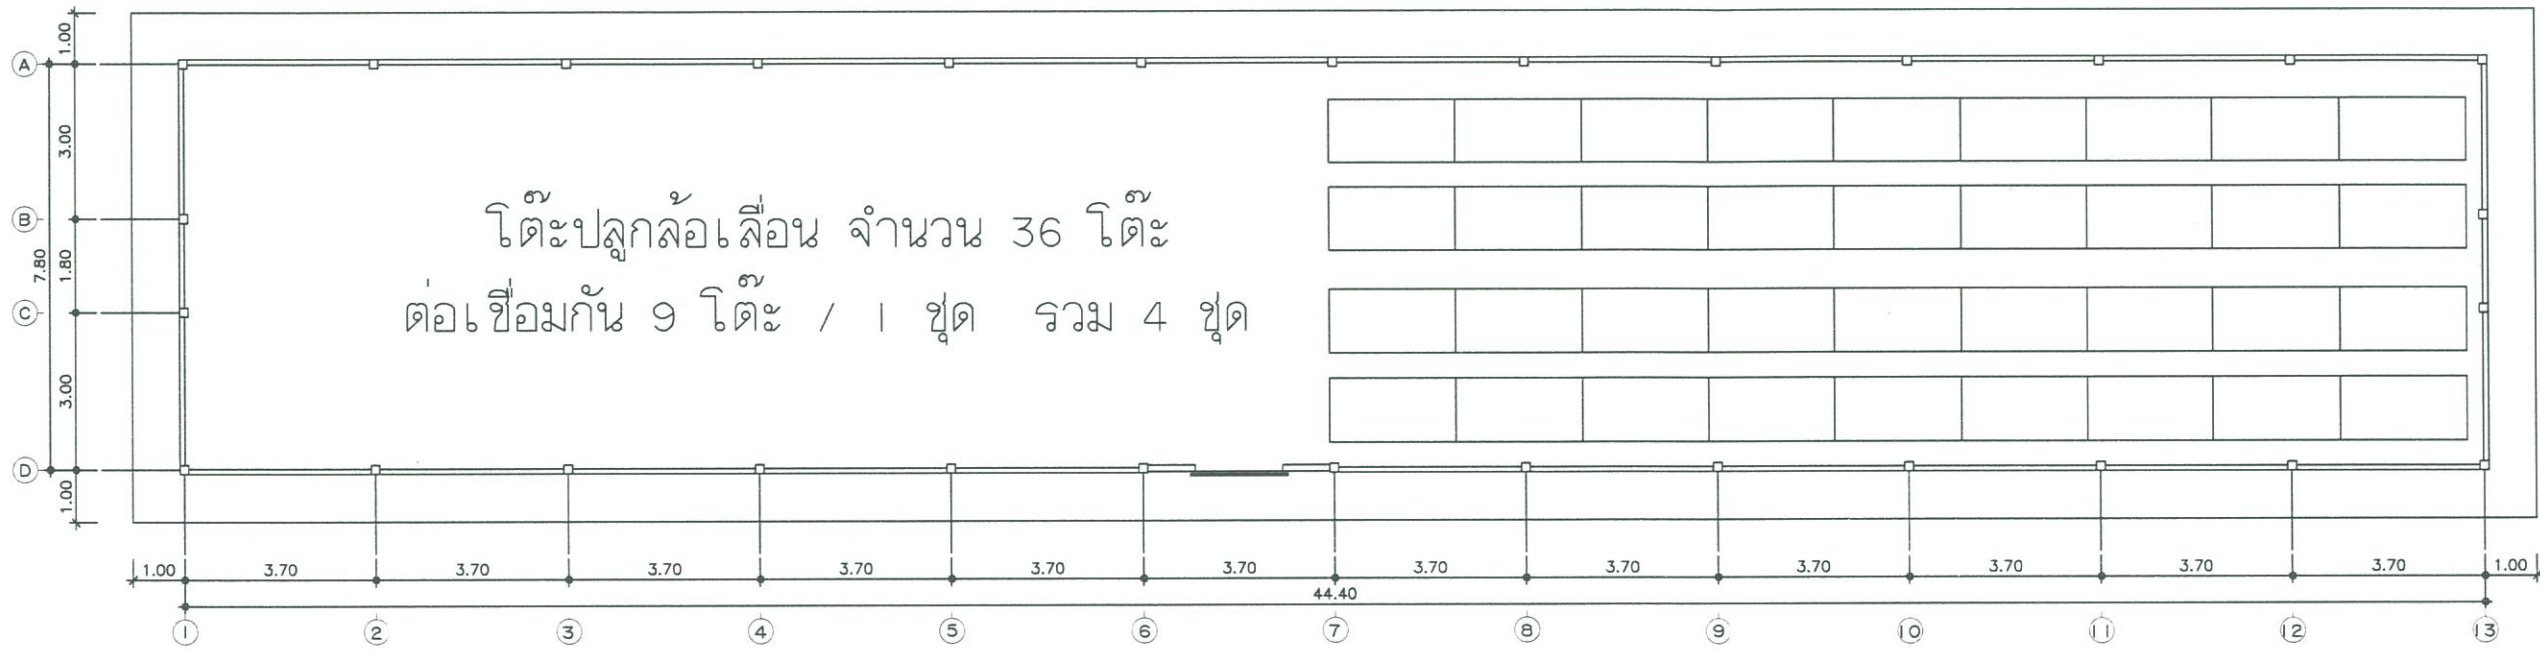 1.00
A
3.00
โต๊ะปลูกล้อเลื่อน จำนวน 36 โต๊ะ
B
7.80
1.80
ต่อเชื่อมกัน 9 โต๊ะ / 1 ชุด รวม 4 ชุด
C
3.00
D
1.00
1.00 3.70 3.70 3.70 3.70 3.70 3.70 3.70 3.70 3.70 3.70 3.70 3.70 1.00
44.40
1 2 3 4 5 6 7 8 9 10 11 12 13